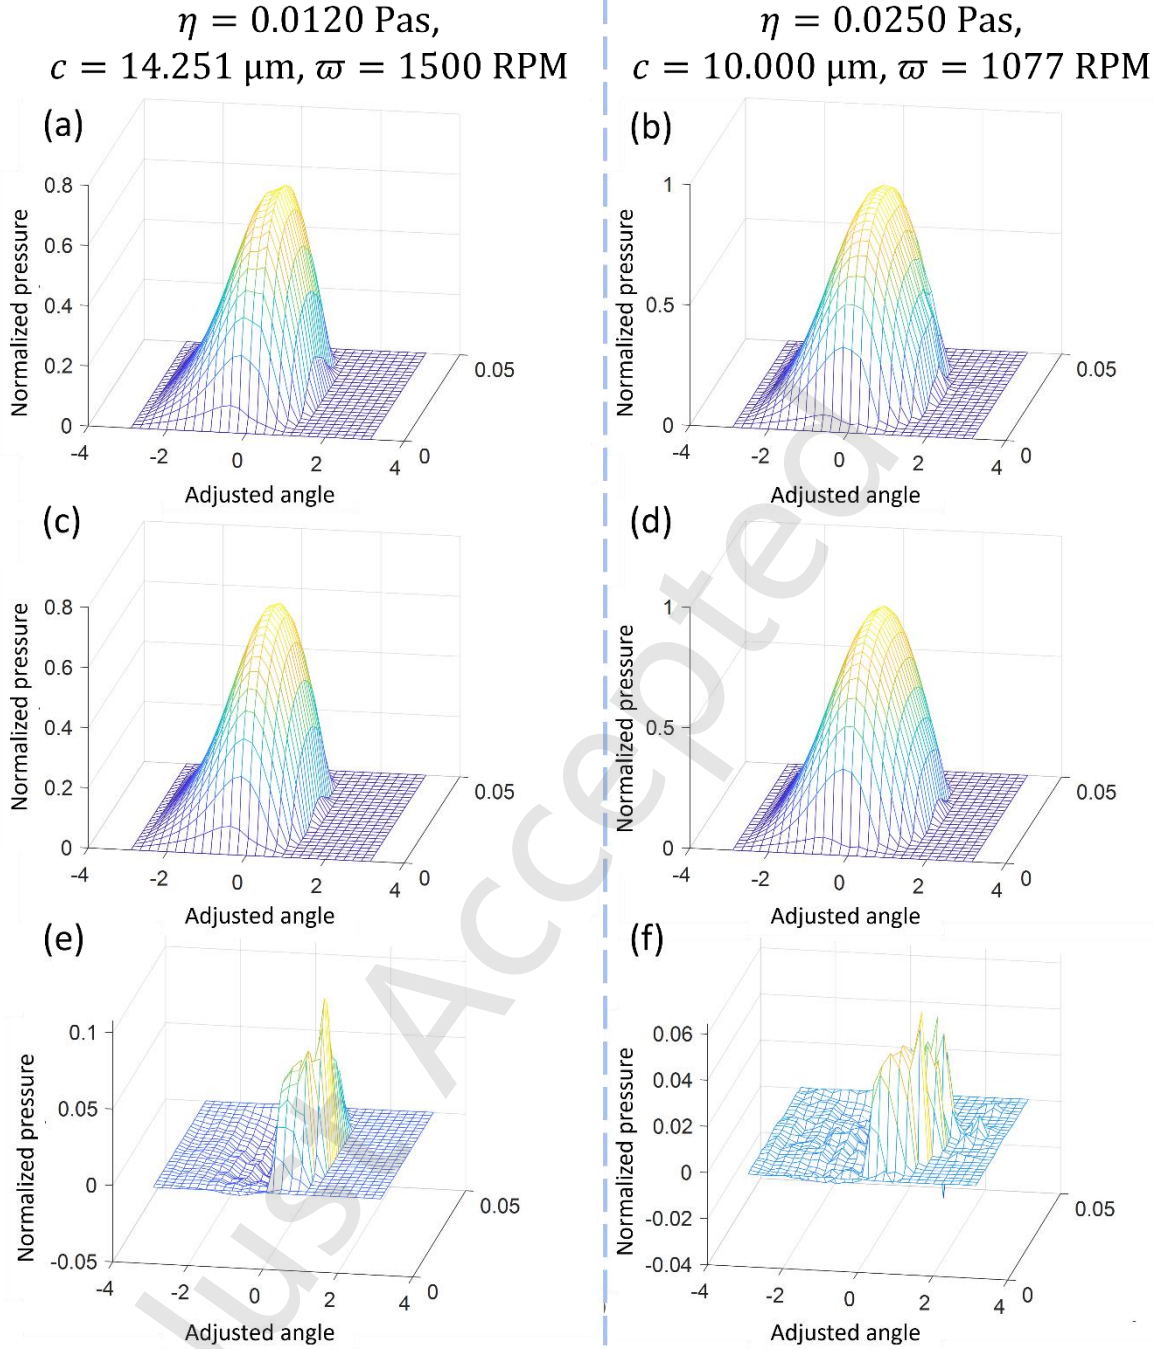 η = 0.0120 Pas,
c = 14.251 μm, ϖ = 1500 RPM
η = 0.0250 Pas,
c = 10.000 μm, ϖ = 1077 RPM
(a)
Normalized pressure
0.8
0.6
0.4
0.2
0
-4
-2
0
2
4
0
0.05
Adjusted angle
(b)
Normalized pressure
1
0.5
0
-4
-2
0
2
4
0
0.05
Adjusted angle
(c)
Normalized pressure
0.8
0.6
0.4
0.2
0
-4
-2
0
2
4
0
0.05
Adjusted angle
(d)
Normalized pressure
1
0.5
0
-4
-2
0
2
4
0
0.05
Adjusted angle
(e)
Normalized pressure
0.1
0.05
0
-0.05
-4
-2
0
2
4
0
0.05
Adjusted angle
(f)
Normalized pressure
0.06
0.04
0.02
0
-0.02
-0.04
-4
-2
0
2
4
0
0.05
Adjusted angle
Just Accepted